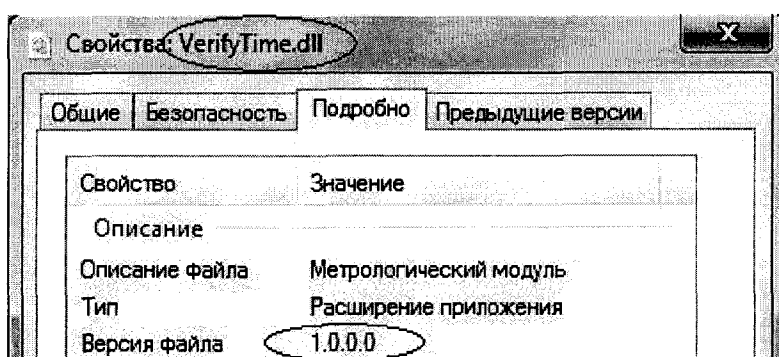 Свойства: VerifyTime.dll
Общие Безопасность Подробно Предыдущие версии
Свойство Значение
Описание
Описание файла Метрологический модуль
Тип Расширение приложения
Версия файла 1.0.0.0